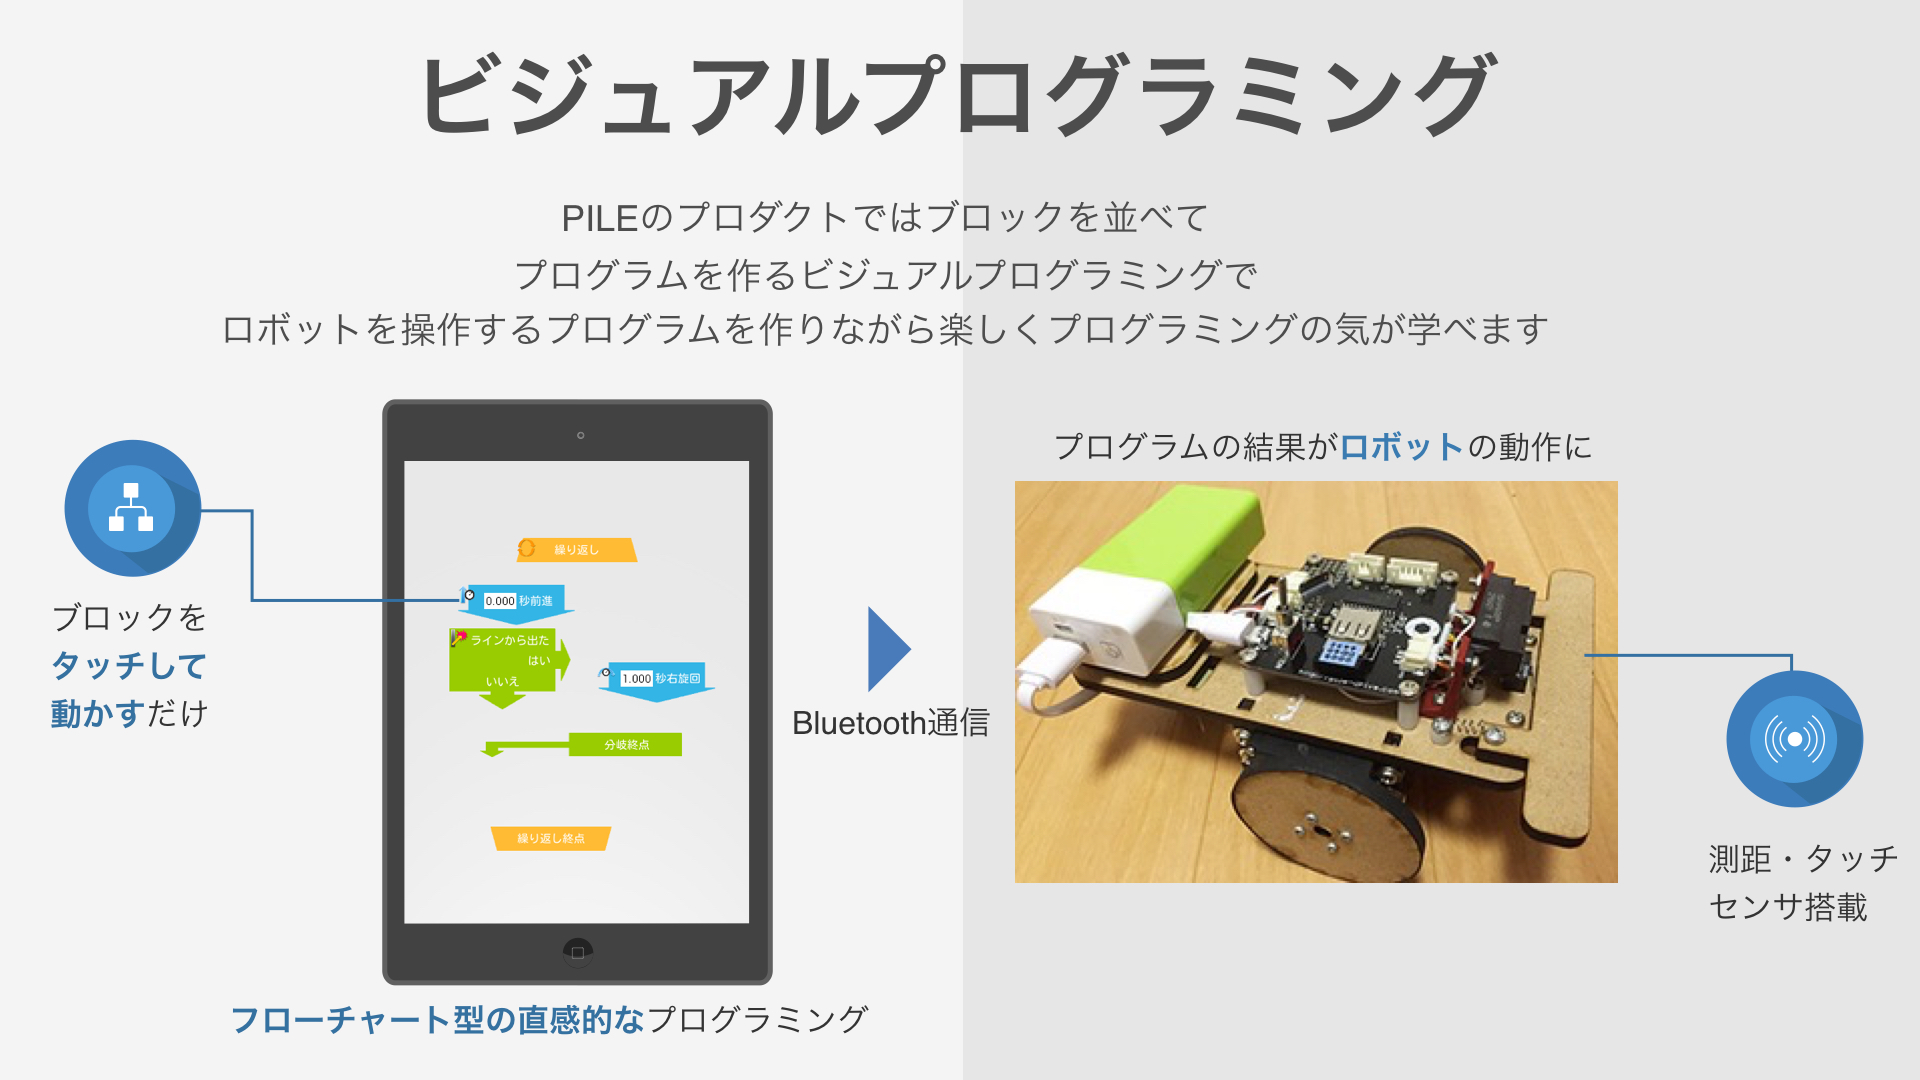 ビジュアルプログラミング
PILEのプロダクトではブロックを並べて
プログラムを作るビジュアルプログラミングで
ロボットを操作するプログラムを作りながら楽しくプログラミングの気が学べます
ブロックを
タッチして
動かすだけ
繰り返し
0.000 秒前進
ラインから出た
はい
いいえ
1.000 秒右旋回
分岐終点
繰り返し終点
フローチャート型の直感的なプログラミング
Bluetooth通信
プログラムの結果がロボットの動作に
測距・タッチ
センサ搭載